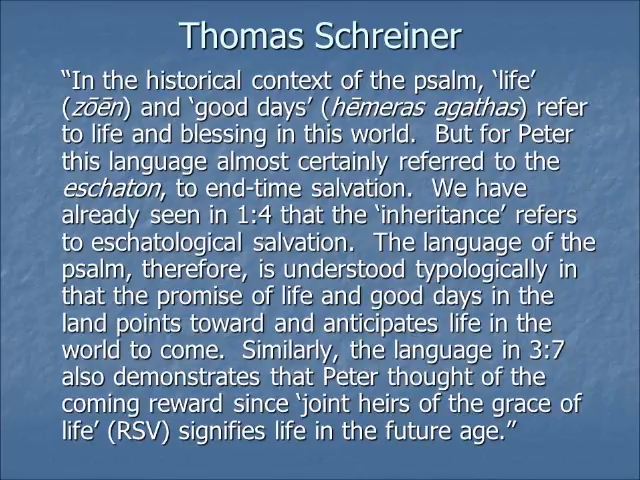 Thomas Schreiner
“In the historical context of the psalm, ‘life’
(zōēn) and ‘good days’ (hēmeras agathas) refer
to life and blessing in this world.  But for Peter
this language almost certainly referred to the
eschaton, to end-time salvation.  We have
already seen in 1:4 that the ‘inheritance’ refers
to eschatological salvation.  The language of the
psalm, therefore, is understood typologically in
that the promise of life and good days in the
land points toward and anticipates life in the
world to come.  Similarly, the language in 3:7
also demonstrates that Peter thought of the
coming reward since ‘joint heirs of the grace of
life’ (RSV) signifies life in the future age.”